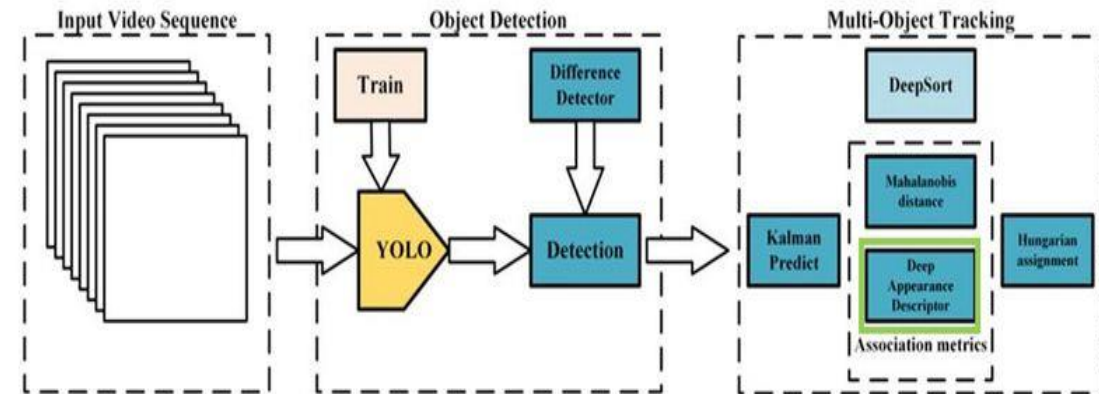 Input Video Sequence
Object Detection
Multi-Object Tracking
Train
Difference
Detector
DeepSort
Mahalanobis
distance
YOLO
Detection
Kalman
Predict
Deep
Appearance
Descriptor
Hungarian
assignment
Association metrics